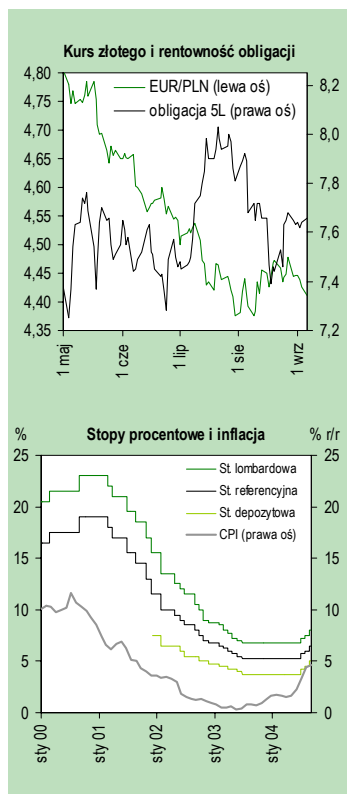 Kurs złotego i rentowność obligacji
4,80
4,75
4,70
4,65
4,60
4,55
4,50
4,45
4,40
4,35
EUR/PLN (lewa oś)
obligacja 5L (prawa oś)
8,2
8,0
7,8
7,6
7,4
7,2
1 maj
1 cze
1 lip
1 sie
1 wrz
Stopy procentowe i inflacja
%
% r/r
25
20
15
10
5
0
St. lombardowa
St. referencyjna
St. depozytowa
CPI (prawa oś)
25
20
15
10
5
0
sty 00
sty 01
sty 02
sty 03
sty 04